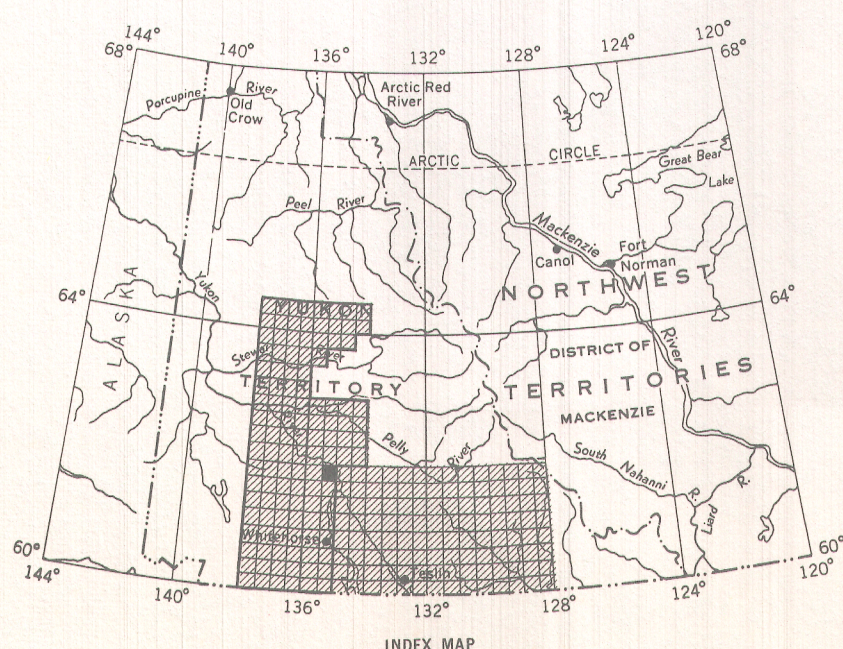 144°
140°
136°
132°
128°
124°
120°
68°
68°
Porcupine River
Old
Crow
Arctic Red
River
ARCTIC CIRCLE
Great Bear
Lake
Peel River
Mackenzie
Canol
Fort
Norman
Yukon
ALASKA
64°
64°
NORTHWEST
YUKON
Stewart River
TERRITORY
DISTRICT OF
TERRITORIES
MACKENZIE
River
Pelly
River
South Nahanni R.
Liard R.
Whitehorse
Teslin
60°
60°
144°
140°
136°
132°
128°
124°
120°
INDEX MAP